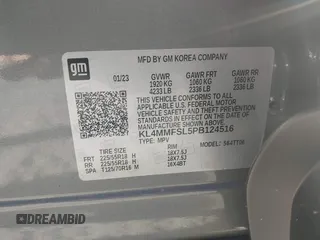 gm
MFD BY GM KOREA COMPANY
01/23
GVWR GAWR FRT GAWR RR
1920 KG 1060 KG 1060 KG
4233 LB 2336 LB 2336 LB
THIS VEHICLE CONFORMS TO ALL APPLICABLE U.S. FEDERAL MOTOR VEHICLE SAFETY AND THEFT PREVENTION STANDARDS IN EFFECT ON THE DATE OF MANUFACTURE SHOWN ABOVE.
KL4MMFSL5PB124516
TYPE: MPV
TIRE SIZE RIM
FRT 225/55R18 H 18X7.5J
RR 225/55R18 H 18X7.5J
SPA T125/70R16 M 16X4BT
MODEL:
DREAMBID